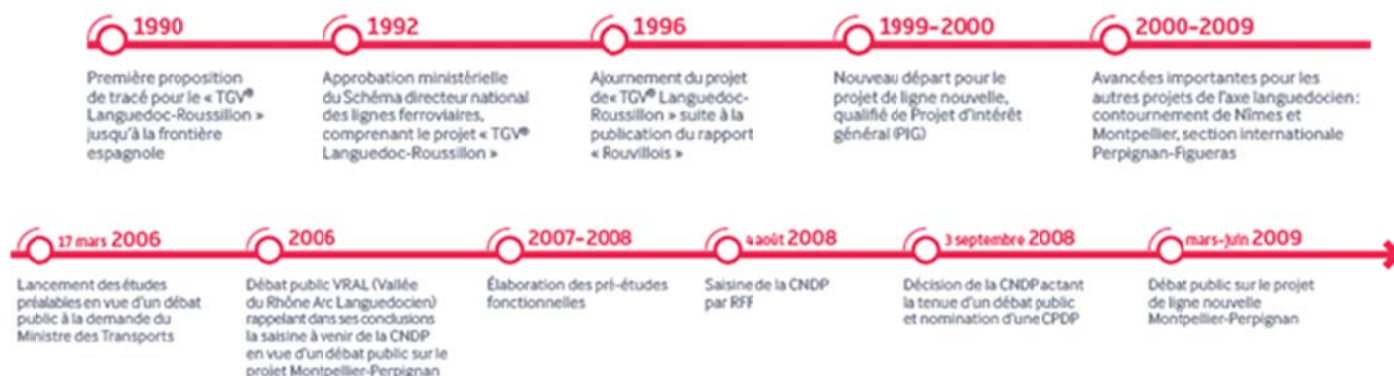 1990
Première proposition
de tracé pour le « TGV®
Languedoc-Roussillon »
jusqu'à la frontière
espagnole
1992
Approbation ministérielle
du Schéma directeur national
des lignes ferroviaires,
comprenant le projet « TGV®
Languedoc-Roussillon »
1996
Ajournement du projet
de « TGV® Languedoc-
Roussillon » suite à la
publication du rapport
« Rouvillois »
1999-2000
Nouveau départ pour le
projet de ligne nouvelle,
qualifié de Projet d'intérêt
général (PIG)
2000-2009
Avancées importantes pour les
autres projets de l'axe languedocien :
contournement de Nîmes et
Montpellier, section internationale
Perpignan-Figueras
17 mars 2006
Lancement des études
préalables en vue d'un débat
public à la demande du
Ministre des Transports
2006
Débat public VRAL (Vallée
du Rhône Arc Languedocien)
rappelant dans ses conclusions
la saisine à venir de la CNDP
en vue d'un débat public sur le
projet Montpellier-Perpignan
2007-2008
Élaboration des pré-études
fonctionnelles
4 août 2008
Saisine de la CNDP
par RFF
3 septembre 2008
Décision de la CNDP actant
la tenue d'un débat public
et nomination d'une CPDP
mars-juin 2009
Débat public sur le projet
de ligne nouvelle
Montpellier-Perpignan